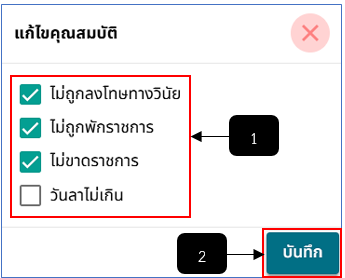 แก้ไขคุณสมบัติ
ไม่ถูกลงโทษทางวินัย
ไม่ถูกพักราชการ
1
ไม่ขาดราชการ
วันลาไม่เกิน
2
บันทึก